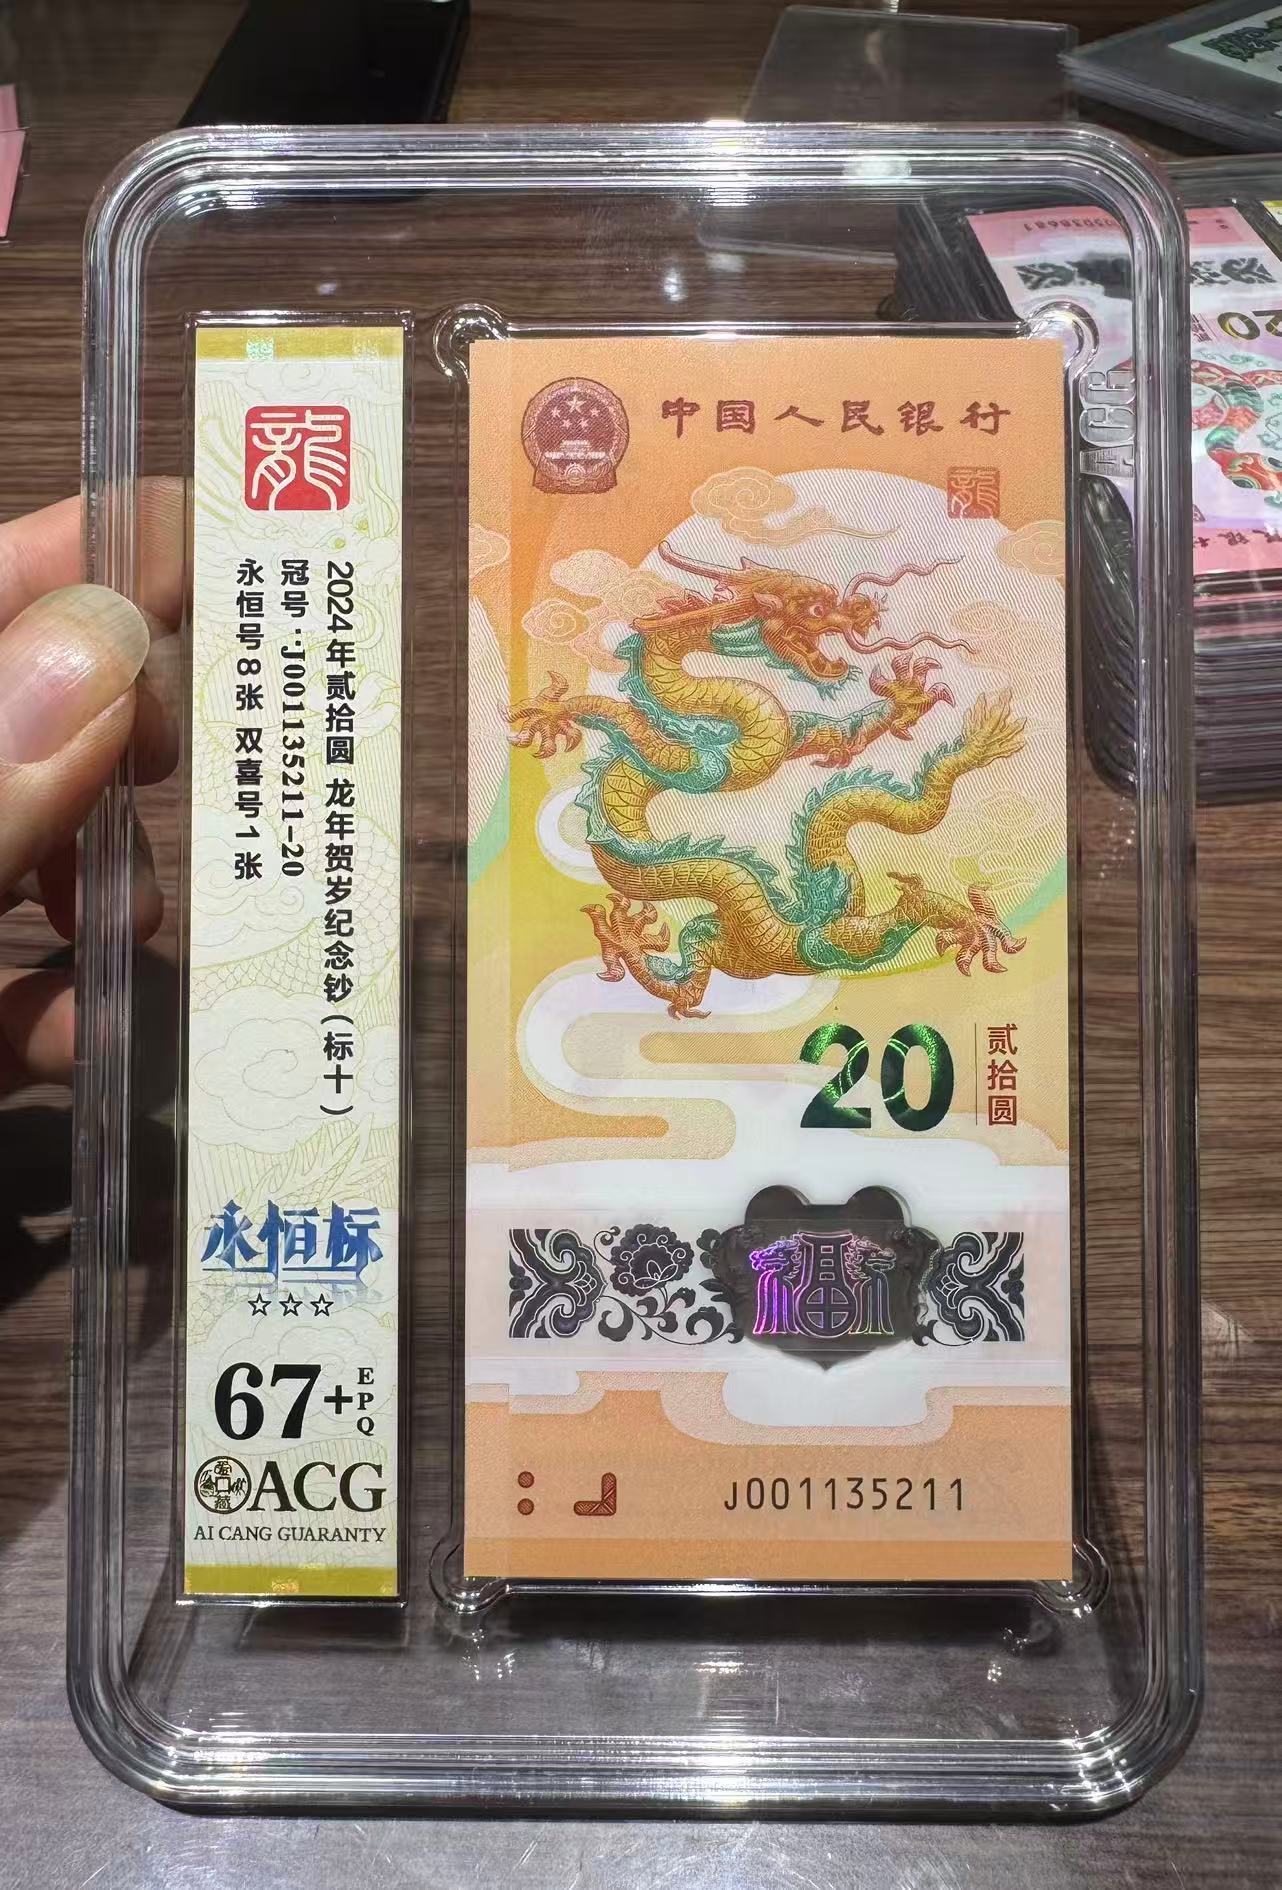 龍
2024年贰拾圆 龙年贺岁纪念钞(标十)
冠号:J001135211-20
永恒号8张 双喜号1张
永恒标
☆☆☆
67+EPQ
ACG
AI CANG GUARANTY
中国人民银行
龍
20 贰拾圆
福
J001135211
ACG